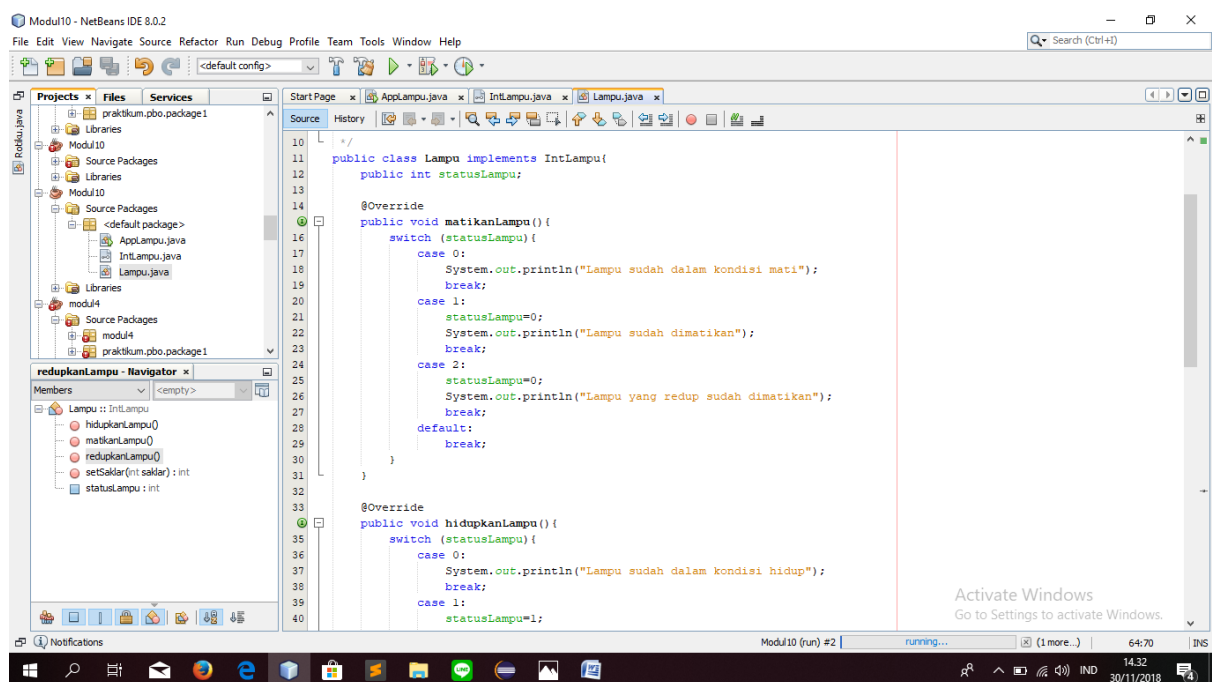 Modul10 - NetBeans IDE 8.0.2
File Edit View Navigate Source Refactor Run Debug Profile Team Tools Window Help
Search (Ctrl+I)
<default config>
Projects Files Services
Start Page AppLampu.java IntLampu.java Lampu.java
Source History
Robiku.java
praktikum.pbo.package1
Libraries
Modul10
Source Packages
Libraries
Modul10
Source Packages
<default package>
AppLampu.java
IntLampu.java
Lampu.java
Libraries
modul4
Source Packages
modul4
praktikum.pbo.package1
redupkanLampu - Navigator
Members <empty>
Lampu :: IntLampu
hidupkanLampu()
matikanLampu()
redupkanLampu()
setSaklar(int saklar) : int
statusLampu : int
10 */
11 public class Lampu implements IntLampu{
12 public int statusLampu;
13
14 @Override
public void matikanLampu(){
16 switch (statusLampu){
17 case 0:
18 System.out.println("Lampu sudah dalam kondisi mati");
19 break;
20 case 1:
21 statusLampu=0;
22 System.out.println("Lampu sudah dimatikan");
23 break;
24 case 2:
25 statusLampu=0;
26 System.out.println("Lampu yang redup sudah dimatikan");
27 break;
28 default:
29 break;
30 }
31 }
32
33 @Override
public void hidupkanLampu(){
35 switch (statusLampu){
36 case 0:
37 System.out.println("Lampu sudah dalam kondisi hidup");
38 break;
39 case 1:
40 statusLampu=1;
Activate Windows
Go to Settings to activate Windows.
Notifications
Modul10 (run) #2 running... (1 more...) 64:70 INS
IND
14.32
30/11/2018
4